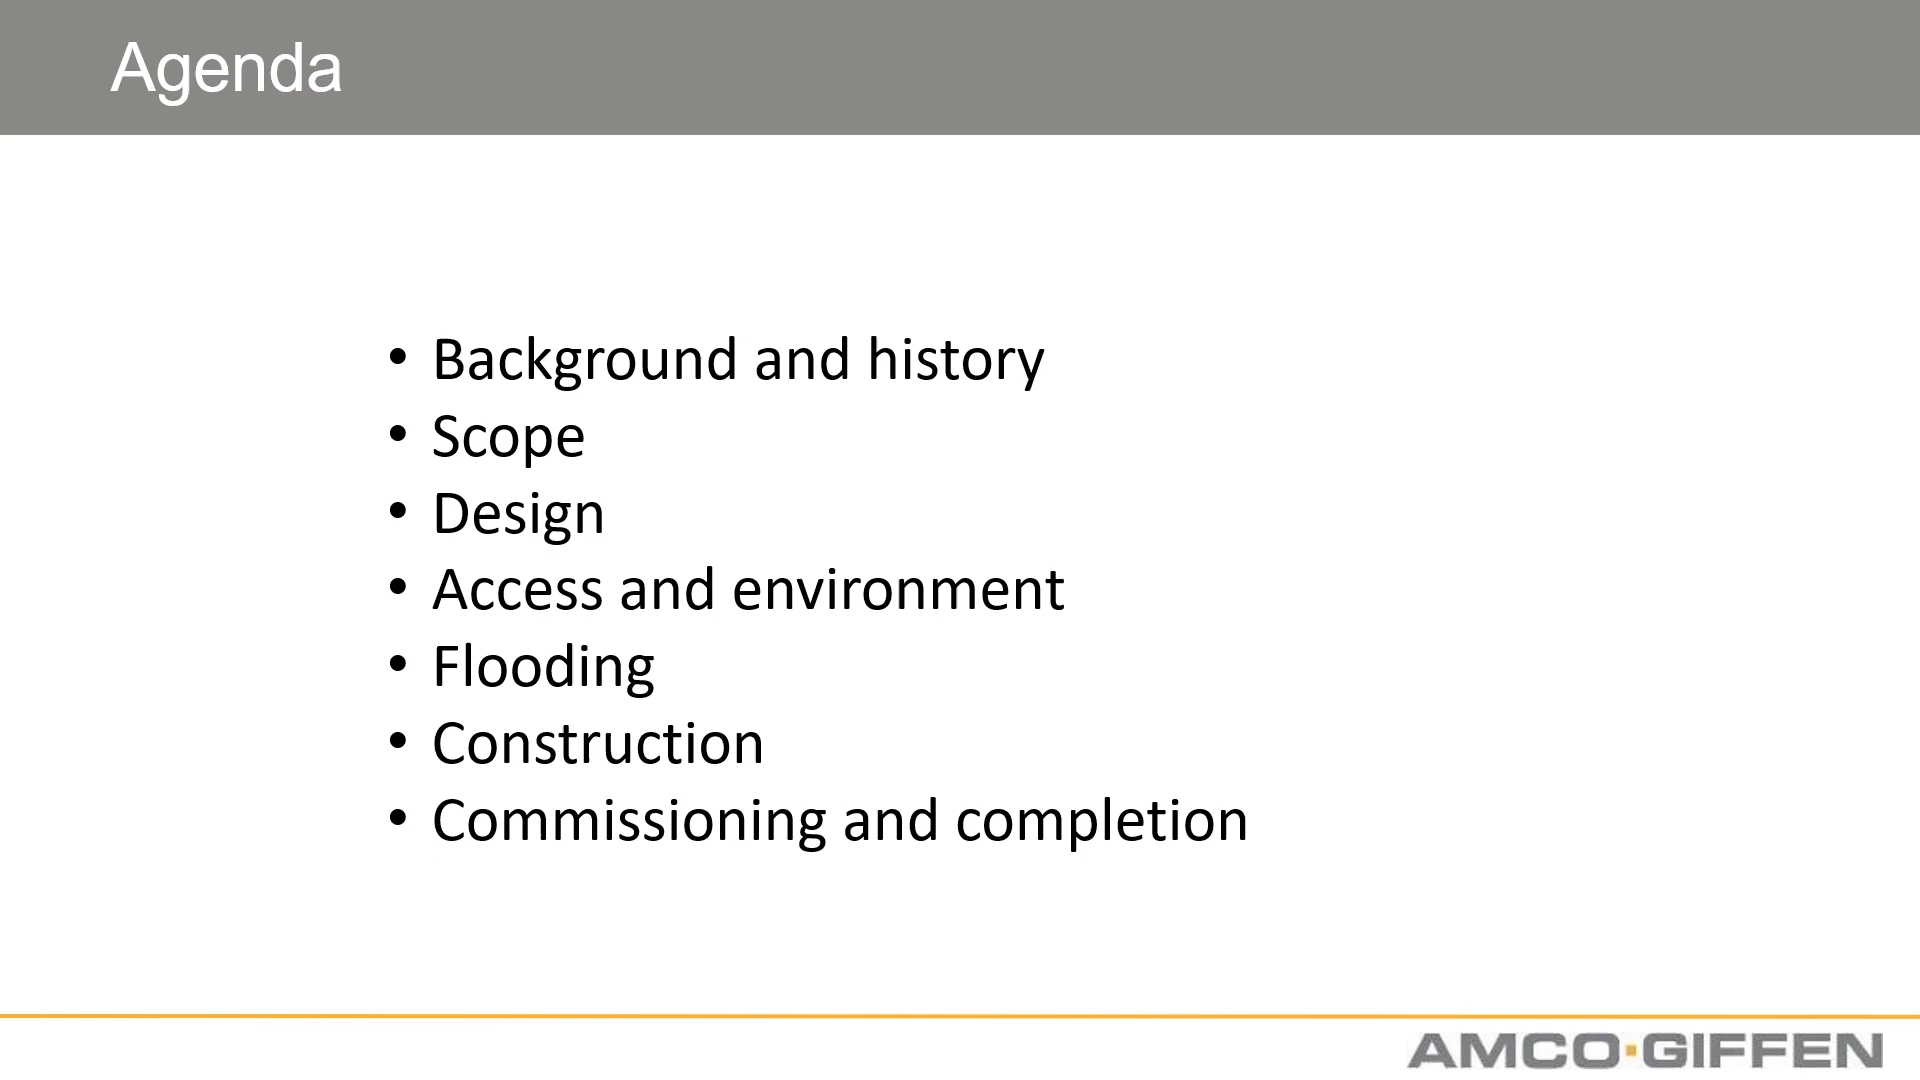 Agenda
• Background and history
• Scope
• Design
• Access and environment
• Flooding
• Construction
• Commissioning and completion
AMCO·GIFFEN